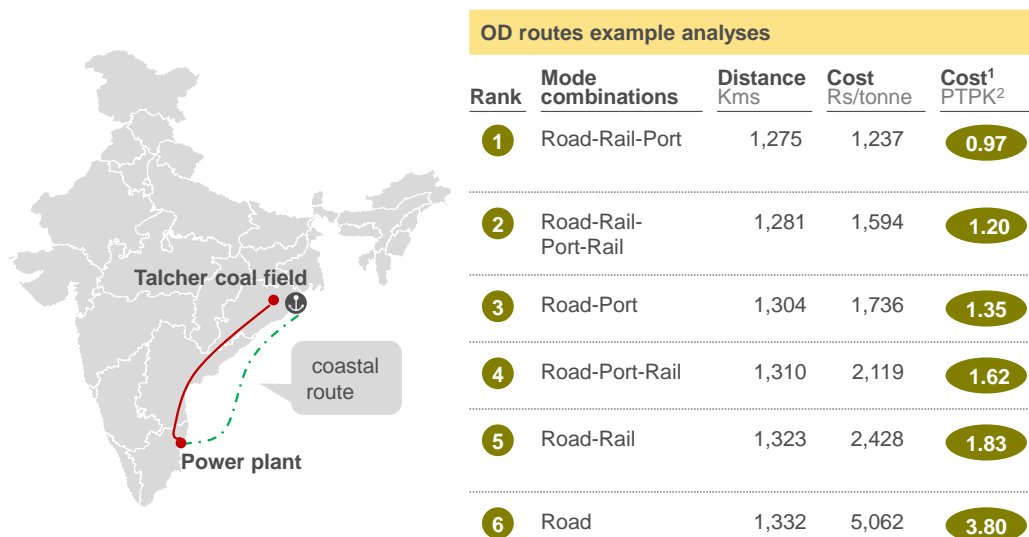 OD routes example analyses
Rank Mode combinations Distance Kms Cost Rs/tonne Cost¹ PTPK²
1 Road-Rail-Port 1,275 1,237 0.97
2 Road-Rail- 1,281 1,594 1.20
Port-Rail
3 Road-Port 1,304 1,736 1.35
4 Road-Port-Rail 1,310 2,119 1.62
5 Road-Rail 1,323 2,428 1.83
6 Road 1,332 5,062 3.80
Talcher coal field
coastal
route
Power plant